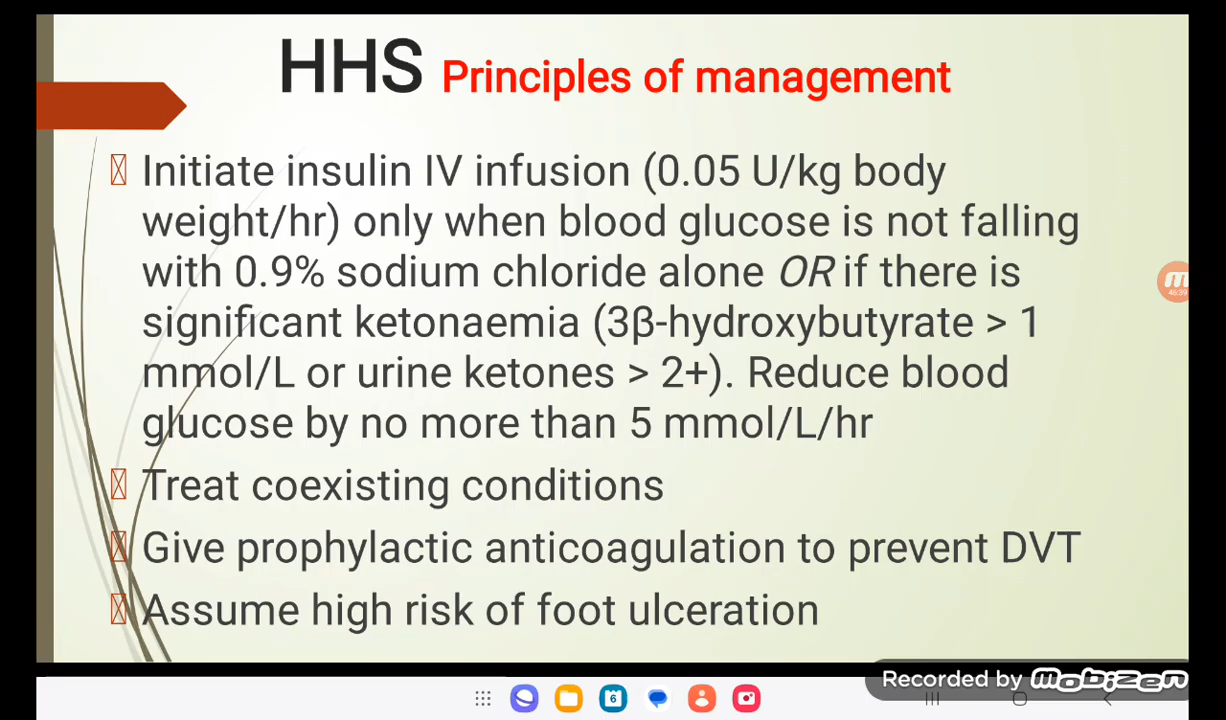 HHS Principles of management
Initiate insulin IV infusion (0.05 U/kg body
weight/hr) only when blood glucose is not falling
with 0.9% sodium chloride alone OR if there is
significant ketonaemia (3β-hydroxybutyrate > 1
mmol/L or urine ketones > 2+). Reduce blood
glucose by no more than 5 mmol/L/hr
Treat coexisting conditions
Give prophylactic anticoagulation to prevent DVT
Assume high risk of foot ulceration
46:39
Recorded by mobizen
6